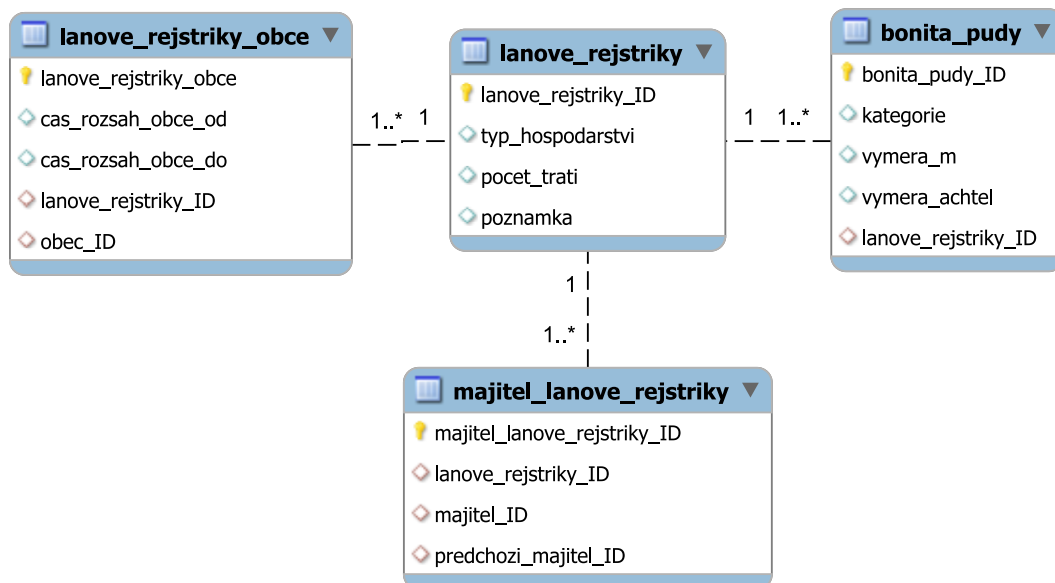 lanove_rejstriky_obce
lanove_rejstriky_obce
cas_rozsah_obce_od
cas_rozsah_obce_do
lanove_rejstriky_ID
obec_ID
1..*
1
lanove_rejstriky
lanove_rejstriky_ID
typ_hospodarstvi
pocet_trati
poznamka
1
1..*
bonita_pudy
bonita_pudy_ID
kategorie
vymera_m
vymera_achtel
lanove_rejstriky_ID
1
1..*
majitel_lanove_rejstriky
majitel_lanove_rejstriky_ID
lanove_rejstriky_ID
majitel_ID
predchozi_majitel_ID